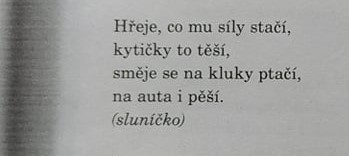 Hřeje, co mu síly stačí,
kytičky to těší,
směje se na kluky ptačí,
na auta i pěší.
(sluníčko)